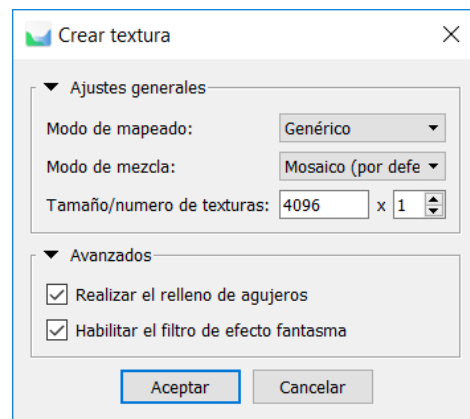 Crear textura
Ajustes generales
Modo de mapeado: Genérico
Modo de mezcla: Mosaico (por defe
Tamaño/numero de texturas: 4096 x 1
Avanzados
Realizar el relleno de agujeros
Habilitar el filtro de efecto fantasma
Aceptar Cancelar